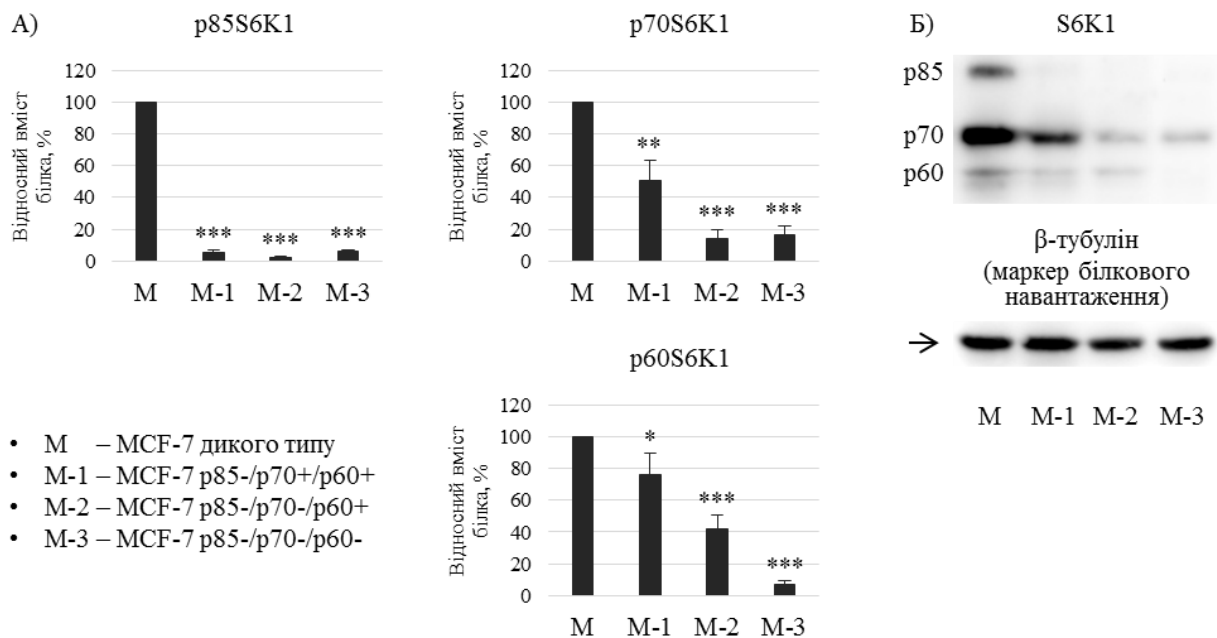 А)
p85S6K1
Відносний вміст
білка, %
120
100
80
60
40
20
0
***
***
***
M
M-1
M-2
M-3
p70S6K1
Відносний вміст
білка, %
120
100
80
60
40
20
0
**
***
***
M
M-1
M-2
M-3
p60S6K1
Відносний вміст
білка, %
120
100
80
60
40
20
0
*
***
***
M
M-1
M-2
M-3
• M – MCF-7 дикого типу
• M-1 – MCF-7 p85-/p70+/p60+
• M-2 – MCF-7 p85-/p70-/p60+
• M-3 – MCF-7 p85-/p70-/p60-
Б)
S6K1
p85
p70
p60
β-тубулін
(маркер білкового
навантаження)
M
M-1
M-2
M-3